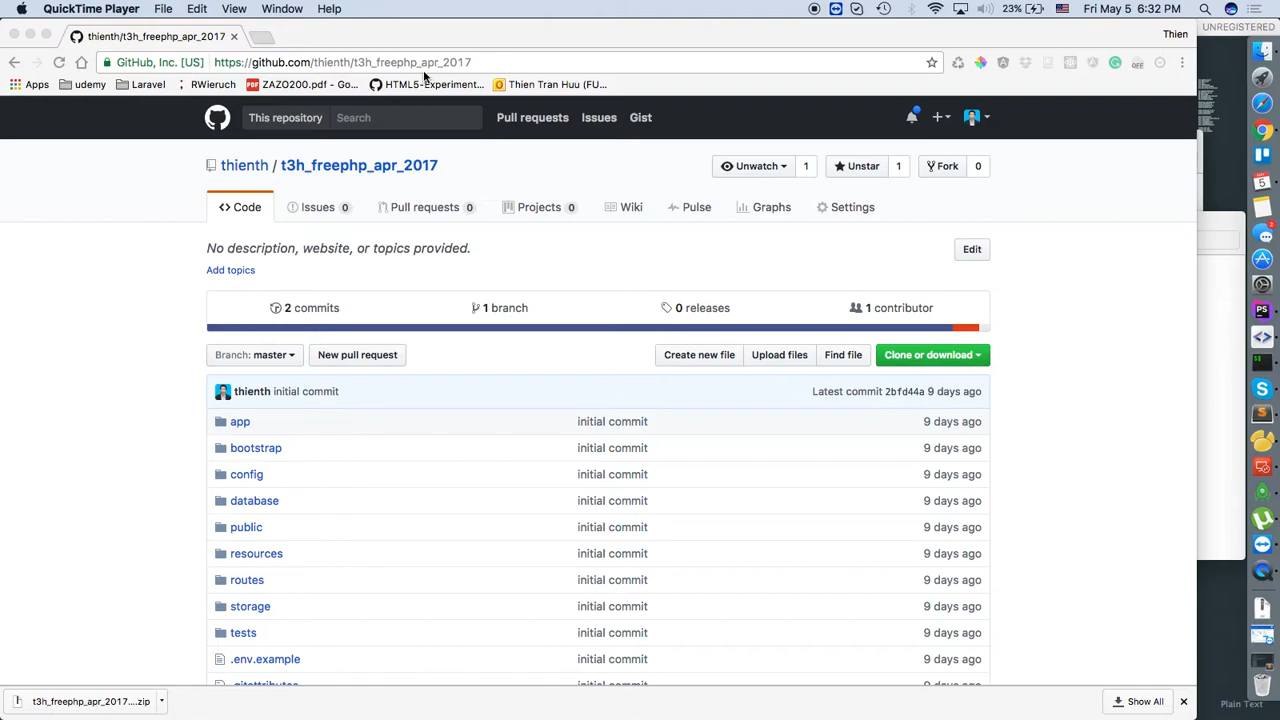 QuickTime Player File Edit View Window Help 23% Fri May 5 6:32 PM
UNREGISTERED
thienth/t3h_freephp_apr_2017
Thien
GitHub, Inc. [US] https://github.com/thienth/t3h_freephp_apr_2017
Apps udemy Laravel RWieruch ZAZO200.pdf - Go... HTML5-Experiment... Thien Tran Huu (FU...
This repository Search requests Issues Gist
thienth / t3h_freephp_apr_2017 Unwatch 1 Unstar 1 Fork 0
Code Issues 0 Pull requests 0 Projects 0 Wiki Pulse Graphs Settings
No description, website, or topics provided. Edit
Add topics
2 commits 1 branch 0 releases 1 contributor
Branch: master New pull request Create new file Upload files Find file Clone or download
thienth initial commit Latest commit 2bfd44a 9 days ago
app initial commit 9 days ago
bootstrap initial commit 9 days ago
config initial commit 9 days ago
database initial commit 9 days ago
public initial commit 9 days ago
resources initial commit 9 days ago
routes initial commit 9 days ago
storage initial commit 9 days ago
tests initial commit 9 days ago
.env.example initial commit 9 days ago
t3h_freephp_apr_2017....zip Show All
Plain Text